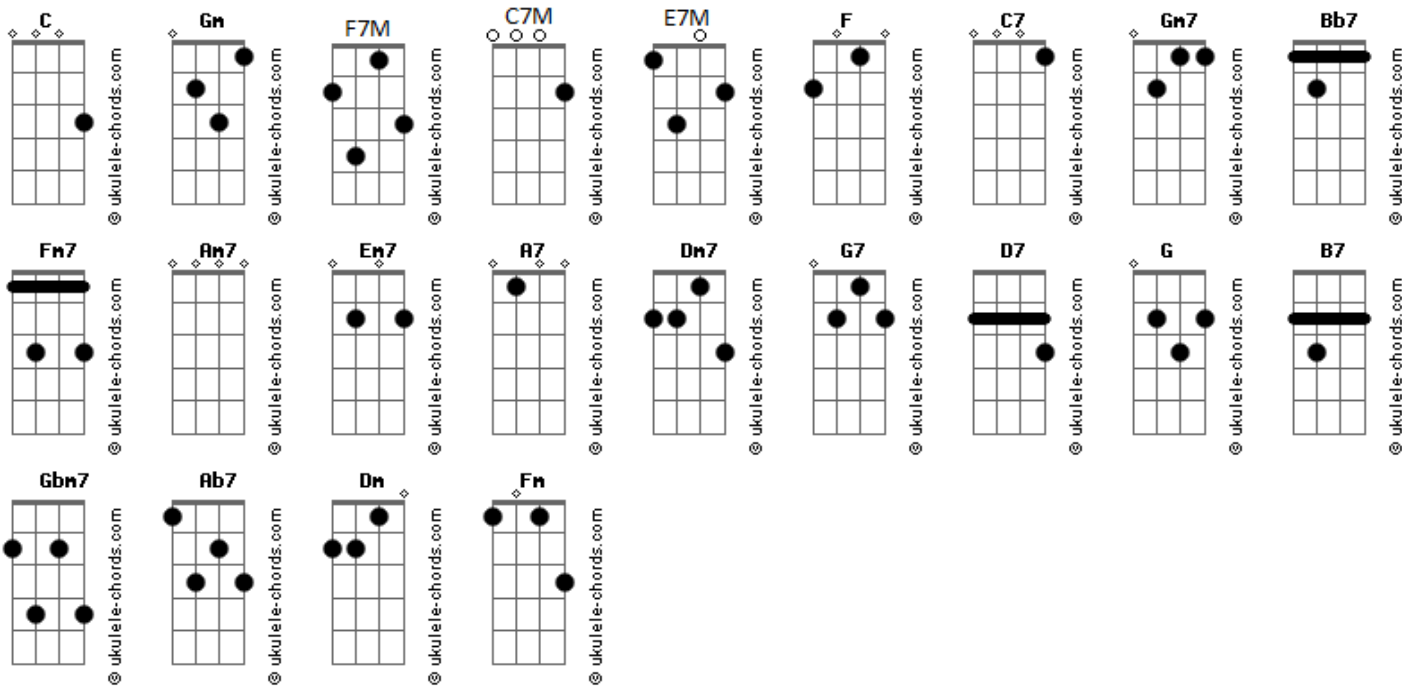 C Gm F7M C7M E7M F C7 Gm7 Bb7
© ukulele-chords.com © ukulele-chords.com © ukulele-chords.com © ukulele-chords.com © ukulele-chords.com © ukulele-chords.com © ukulele-chords.com © ukulele-chords.com © ukulele-chords.com
Fm7 Am7 Em7 A7 Dm7 G7 D7 G B7
© ukulele-chords.com © ukulele-chords.com © ukulele-chords.com © ukulele-chords.com © ukulele-chords.com © ukulele-chords.com © ukulele-chords.com © ukulele-chords.com © ukulele-chords.com
Gbm7 Ab7 Dm Fm
© ukulele-chords.com © ukulele-chords.com © ukulele-chords.com © ukulele-chords.com